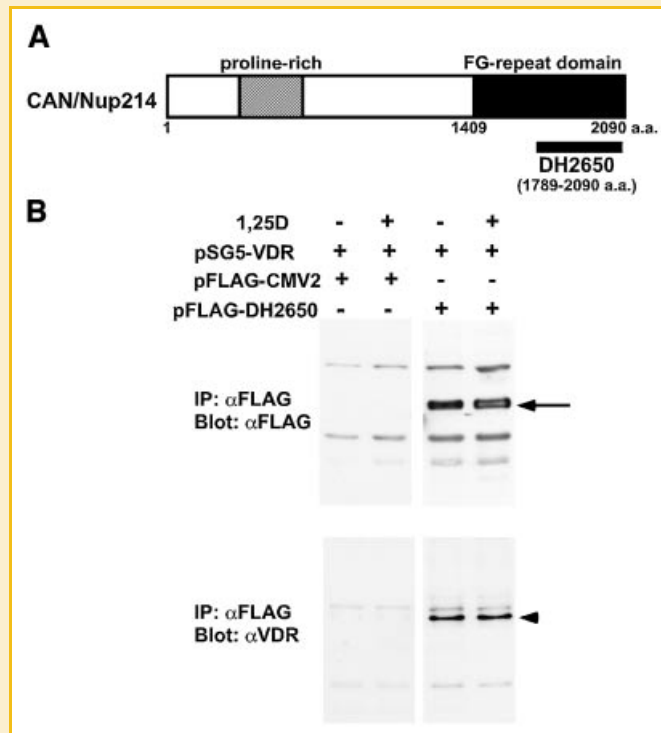 A
proline-rich FG-repeat domain
CAN/Nup214
1 1409 2090 a.a.
DH2650
(1789-2090 a.a.)
B
1,25D - + - +
pSG5-VDR + + + +
pFLAG-CMV2 + + - -
pFLAG-DH2650 - - + +
IP: αFLAG
Blot: αFLAG
IP: αFLAG
Blot: αVDR